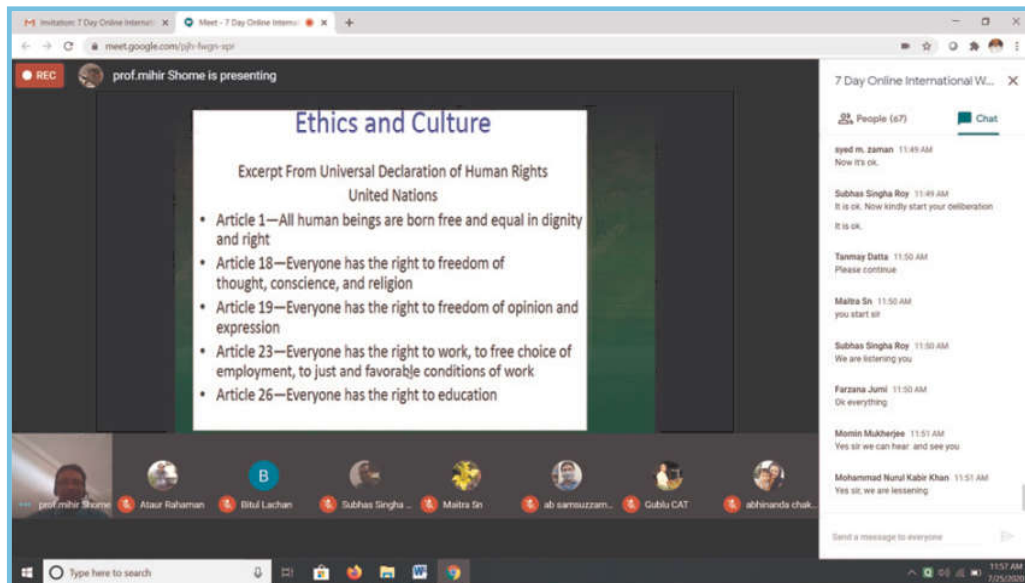 Invitation: 7 Day Online Internati
Meet - 7 Day Online Internat
meet.google.com/pjh-fwgn-xpr
REC
prof.mihir Shome is presenting
Ethics and Culture
Excerpt From Universal Declaration of Human Rights
United Nations
• Article 1—All human beings are born free and equal in dignity
and right
• Article 18—Everyone has the right to freedom of
thought, conscience, and religion
• Article 19—Everyone has the right to freedom of opinion and
expression
• Article 23—Everyone has the right to work, to free choice of
employment, to just and favorable conditions of work
• Article 26—Everyone has the right to education
prof.mihir Shome
Ataur Rahaman
B
Bitul Lachan
Subhas Singha ...
Maitra Sn
ab samsuzzam...
Gublu CAT
abhinanda chak...
7 Day Online International W...
People (67)
Chat
syed m. zaman 11:49 AM
Now it's ok.
Subhas Singha Roy 11:49 AM
It is ok. Now kindly start your deliberation
It is ok.
Tanmay Datta 11:50 AM
Please continue
Maitra Sn 11:50 AM
you start sir
Subhas Singha Roy 11:50 AM
We are listening you
Farzana Jumi 11:50 AM
Ok everything
Momin Mukherjee 11:51 AM
Yes sir we can hear and see you
Mohammad Nurul Kabir Khan 11:51 AM
Yes sir, we are lessening
Send a message to everyone
Type here to search
11:57 AM
7/25/2020